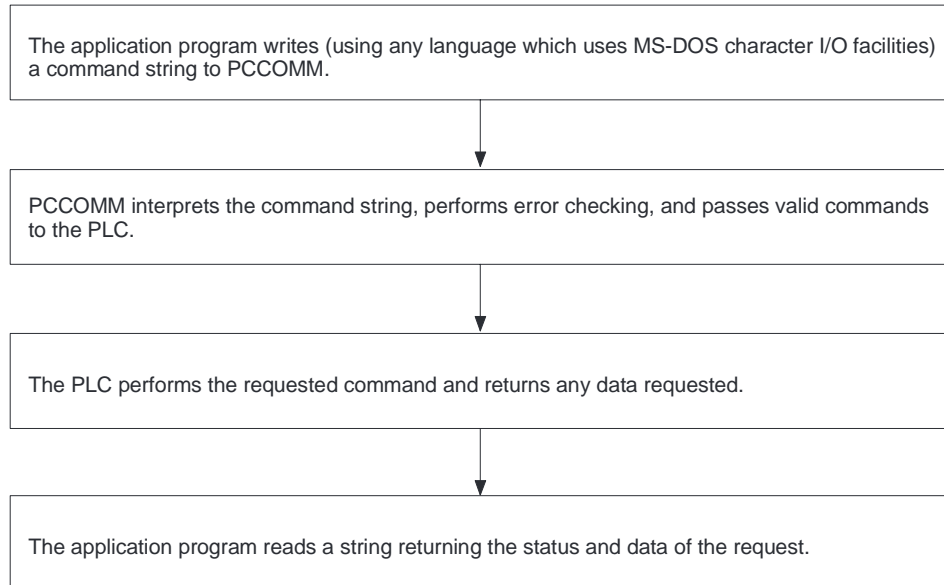 The application program writes (using any language which uses MS-DOS character I/O facilities)
a command string to PCCOMM.
PCCOMM interprets the command string, performs error checking, and passes valid commands
to the PLC.
The PLC performs the requested command and returns any data requested.
The application program reads a string returning the status and data of the request.